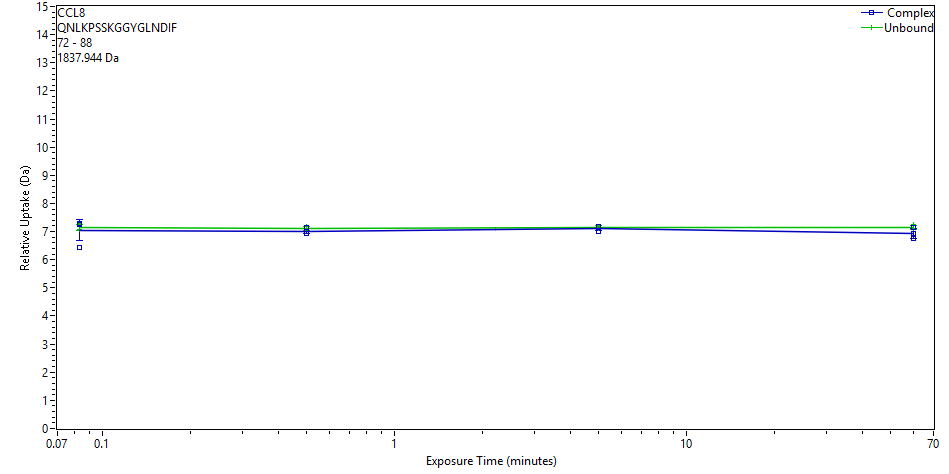 CCL8
QNLKPSSKGGYGLNDIF
72 - 88
1837.944 Da
Complex
Unbound
15
14
13
12
11
10
9
8
7
6
5
4
3
2
1
0
Relative Uptake (Da)
0.07
0.1
1
10
70
Exposure Time (minutes)